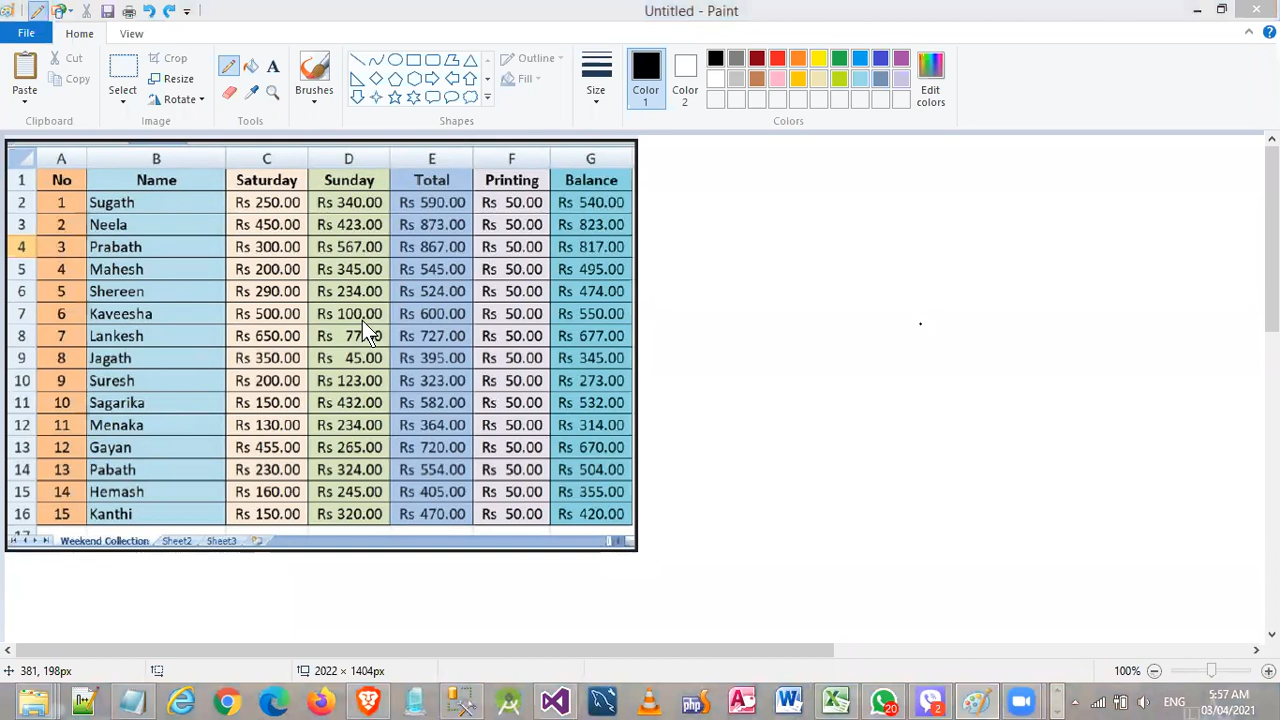 Untitled - Paint
File Home View
Paste
Cut
Copy
Clipboard
Select
Crop
Resize
Rotate
Image
Tools
Brushes
Outline
Fill
Shapes
Size
Color 1
Color 2
Edit colors
Colors
A B C D E F G
1 No Name Saturday Sunday Total Printing Balance
2 1 Sugath Rs 250.00 Rs 340.00 Rs 590.00 Rs 50.00 Rs 540.00
3 2 Neela Rs 450.00 Rs 423.00 Rs 873.00 Rs 50.00 Rs 823.00
4 3 Prabath Rs 300.00 Rs 567.00 Rs 867.00 Rs 50.00 Rs 817.00
5 4 Mahesh Rs 200.00 Rs 345.00 Rs 545.00 Rs 50.00 Rs 495.00
6 5 Shereen Rs 290.00 Rs 234.00 Rs 524.00 Rs 50.00 Rs 474.00
7 6 Kaveesha Rs 500.00 Rs 100.00 Rs 600.00 Rs 50.00 Rs 550.00
8 7 Lankesh Rs 650.00 Rs 77.00 Rs 727.00 Rs 50.00 Rs 677.00
9 8 Jagath Rs 350.00 Rs 45.00 Rs 395.00 Rs 50.00 Rs 345.00
10 9 Suresh Rs 200.00 Rs 123.00 Rs 323.00 Rs 50.00 Rs 273.00
11 10 Sagarika Rs 150.00 Rs 432.00 Rs 582.00 Rs 50.00 Rs 532.00
12 11 Menaka Rs 130.00 Rs 234.00 Rs 364.00 Rs 50.00 Rs 314.00
13 12 Gayan Rs 455.00 Rs 265.00 Rs 720.00 Rs 50.00 Rs 670.00
14 13 Pabath Rs 230.00 Rs 324.00 Rs 554.00 Rs 50.00 Rs 504.00
15 14 Hemash Rs 160.00 Rs 245.00 Rs 405.00 Rs 50.00 Rs 355.00
16 15 Kanthi Rs 150.00 Rs 320.00 Rs 470.00 Rs 50.00 Rs 420.00
Weekend Collection Sheet2 Sheet3
381, 198px 2022 × 1404px 100%
php 20 2 ENG 5:57 AM
03/04/2021